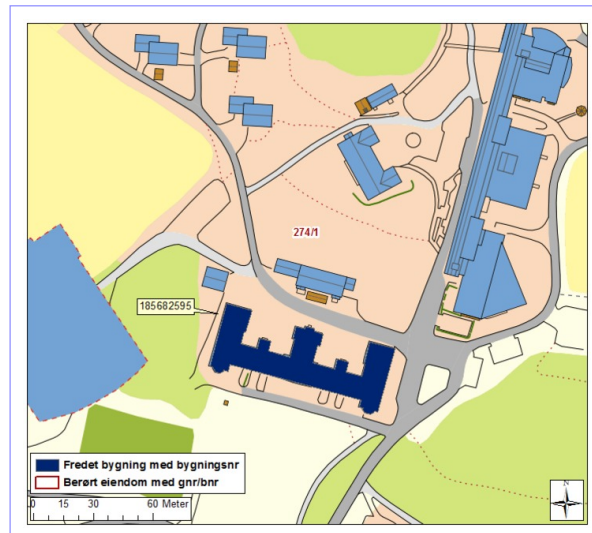 274/1
185682595
Fredet bygning med bygningsnr
Berørt eiendom med gnr/bnr
0 15 30 60 Meter
N